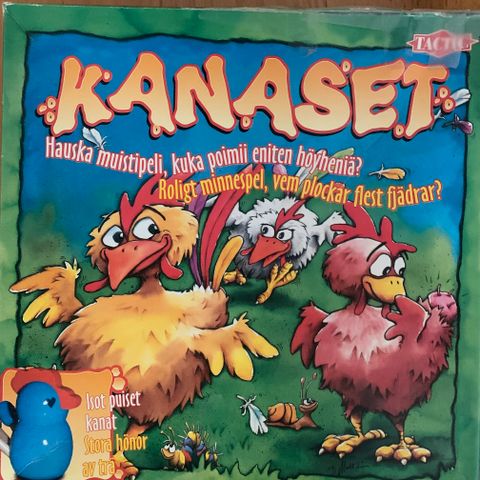 TACTIC
KANASET
Hauska muistipeli, kuka poimii eniten höyheniä?
Roligt minnespel, vem plockar flest fjädrar?
Isot puiset
kanat
Stora hönor
av trä